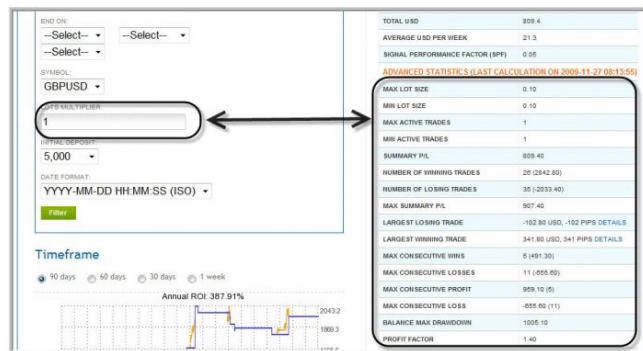 END ON:
--Select-- --Select--
--Select--
SYMBOL:
GBPUSD
LOTS MULTIPLIER:
1
INITIAL DEPOSIT:
5,000
DATE FORMAT:
YYYY-MM-DD HH:MM:SS (ISO)
Filter
Timeframe
90 days 60 days 30 days 1 week
Annual ROI: 387.91%
2043.2
1869.3
TOTAL USD 809.4
AVERAGE USD PER WEEK 21.3
SIGNAL PERFORMANCE FACTOR (SPF) 0.05
ADVANCED STATISTICS (LAST CALCULATION ON 2009-11-27 08:13:55)
MAX LOT SIZE 0.10
MIN LOT SIZE 0.10
MAX ACTIVE TRADES 1
MIN ACTIVE TRADES 1
SUMMARY P/L 809.40
NUMBER OF WINNING TRADES 26 (2842.80)
NUMBER OF LOSING TRADES 35 (-2033.40)
MAX SUMMARY P/L 907.40
LARGEST LOSING TRADE -102.80 USD, -102 PIPS DETAILS
LARGEST WINNING TRADE 341.80 USD, 341 PIPS DETAILS
MAX CONSECUTIVE WINS 5 (491.30)
MAX CONSECUTIVE LOSSES 11 (-655.60)
MAX CONSECUTIVE PROFIT 959.10 (5)
MAX CONSECUTIVE LOSS -655.60 (11)
BALANCE MAX DRAWDOWN 1005.10
PROFIT FACTOR 1.40